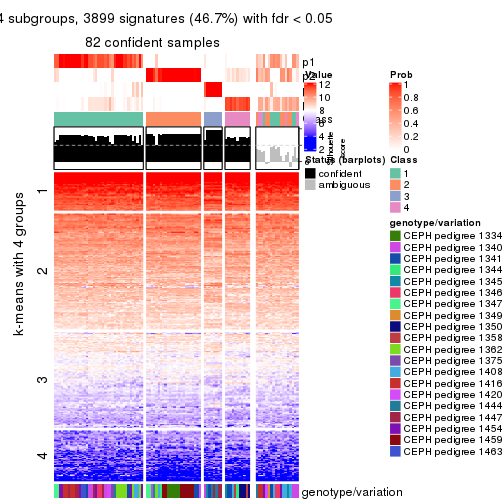 4 subgroups, 3899 signatures (46.7%) with fdr < 0.05
82 confident samples
p1
p2
Class
Value
12
10
8
6
4
2
Prob
1
0.8
0.6
0.4
0.2
0
Silhouette
score
Status (barplots)
confident
ambiguous
Class
1
2
3
4
genotype/variation
CEPH pedigree 1334
CEPH pedigree 1340
CEPH pedigree 1341
CEPH pedigree 1344
CEPH pedigree 1345
CEPH pedigree 1346
CEPH pedigree 1347
CEPH pedigree 1349
CEPH pedigree 1350
CEPH pedigree 1358
CEPH pedigree 1362
CEPH pedigree 1375
CEPH pedigree 1408
CEPH pedigree 1416
CEPH pedigree 1420
CEPH pedigree 1444
CEPH pedigree 1447
CEPH pedigree 1454
CEPH pedigree 1459
CEPH pedigree 1463
k-means with 4 groups
1
2
3
4
genotype/variation